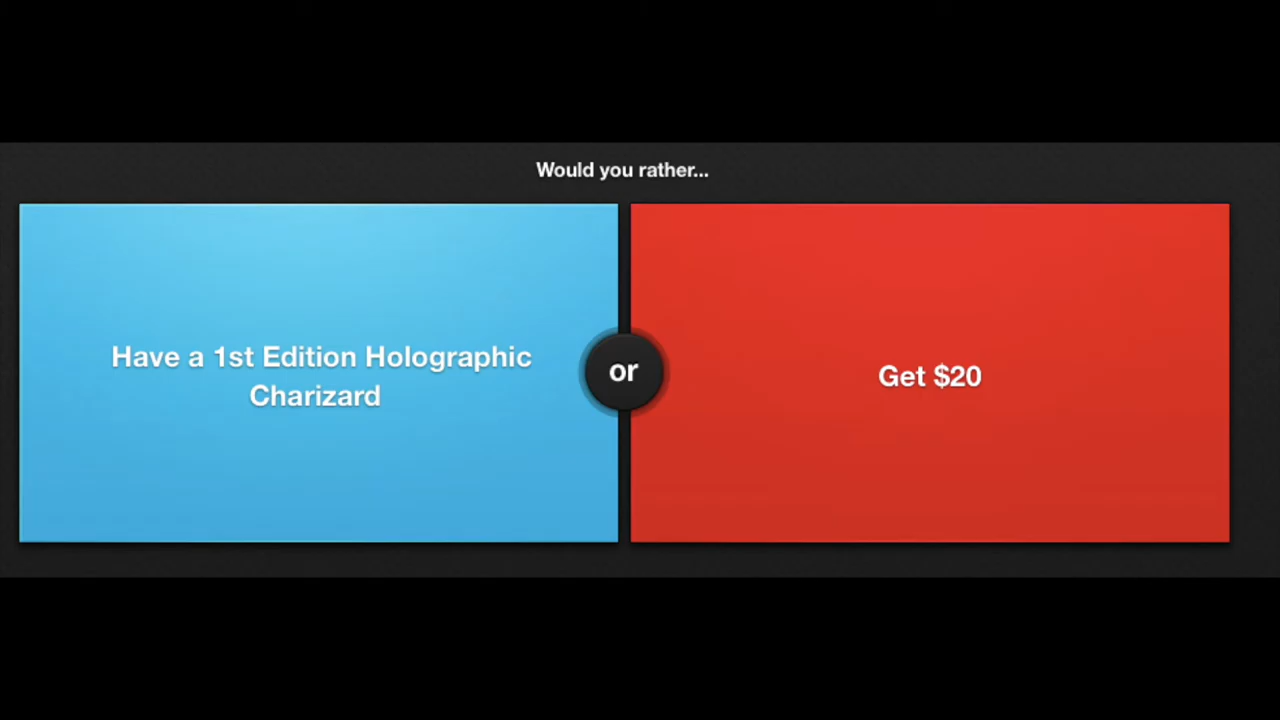 Would you rather...
Have a 1st Edition Holographic
Charizard
or
Get $20